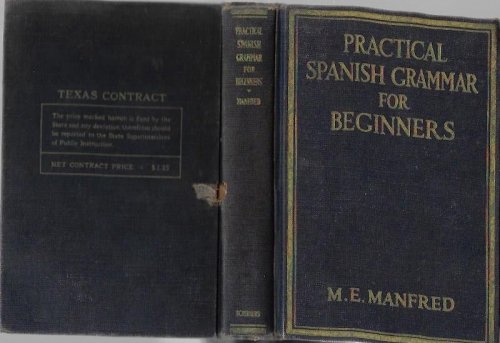 TEXAS CONTRACT
The price marked hereon is fixed by the
State and any deviation therefrom should
be reported to the State Superintendent
of Public Instruction
NET CONTRACT PRICE
PRACTICAL
SPANISH
GRAMMAR
FOR
BEGINNERS
MANFRED
SCRIBNERS
PRACTICAL
SPANISH GRAMMAR
FOR
BEGINNERS
M.E. MANFRED